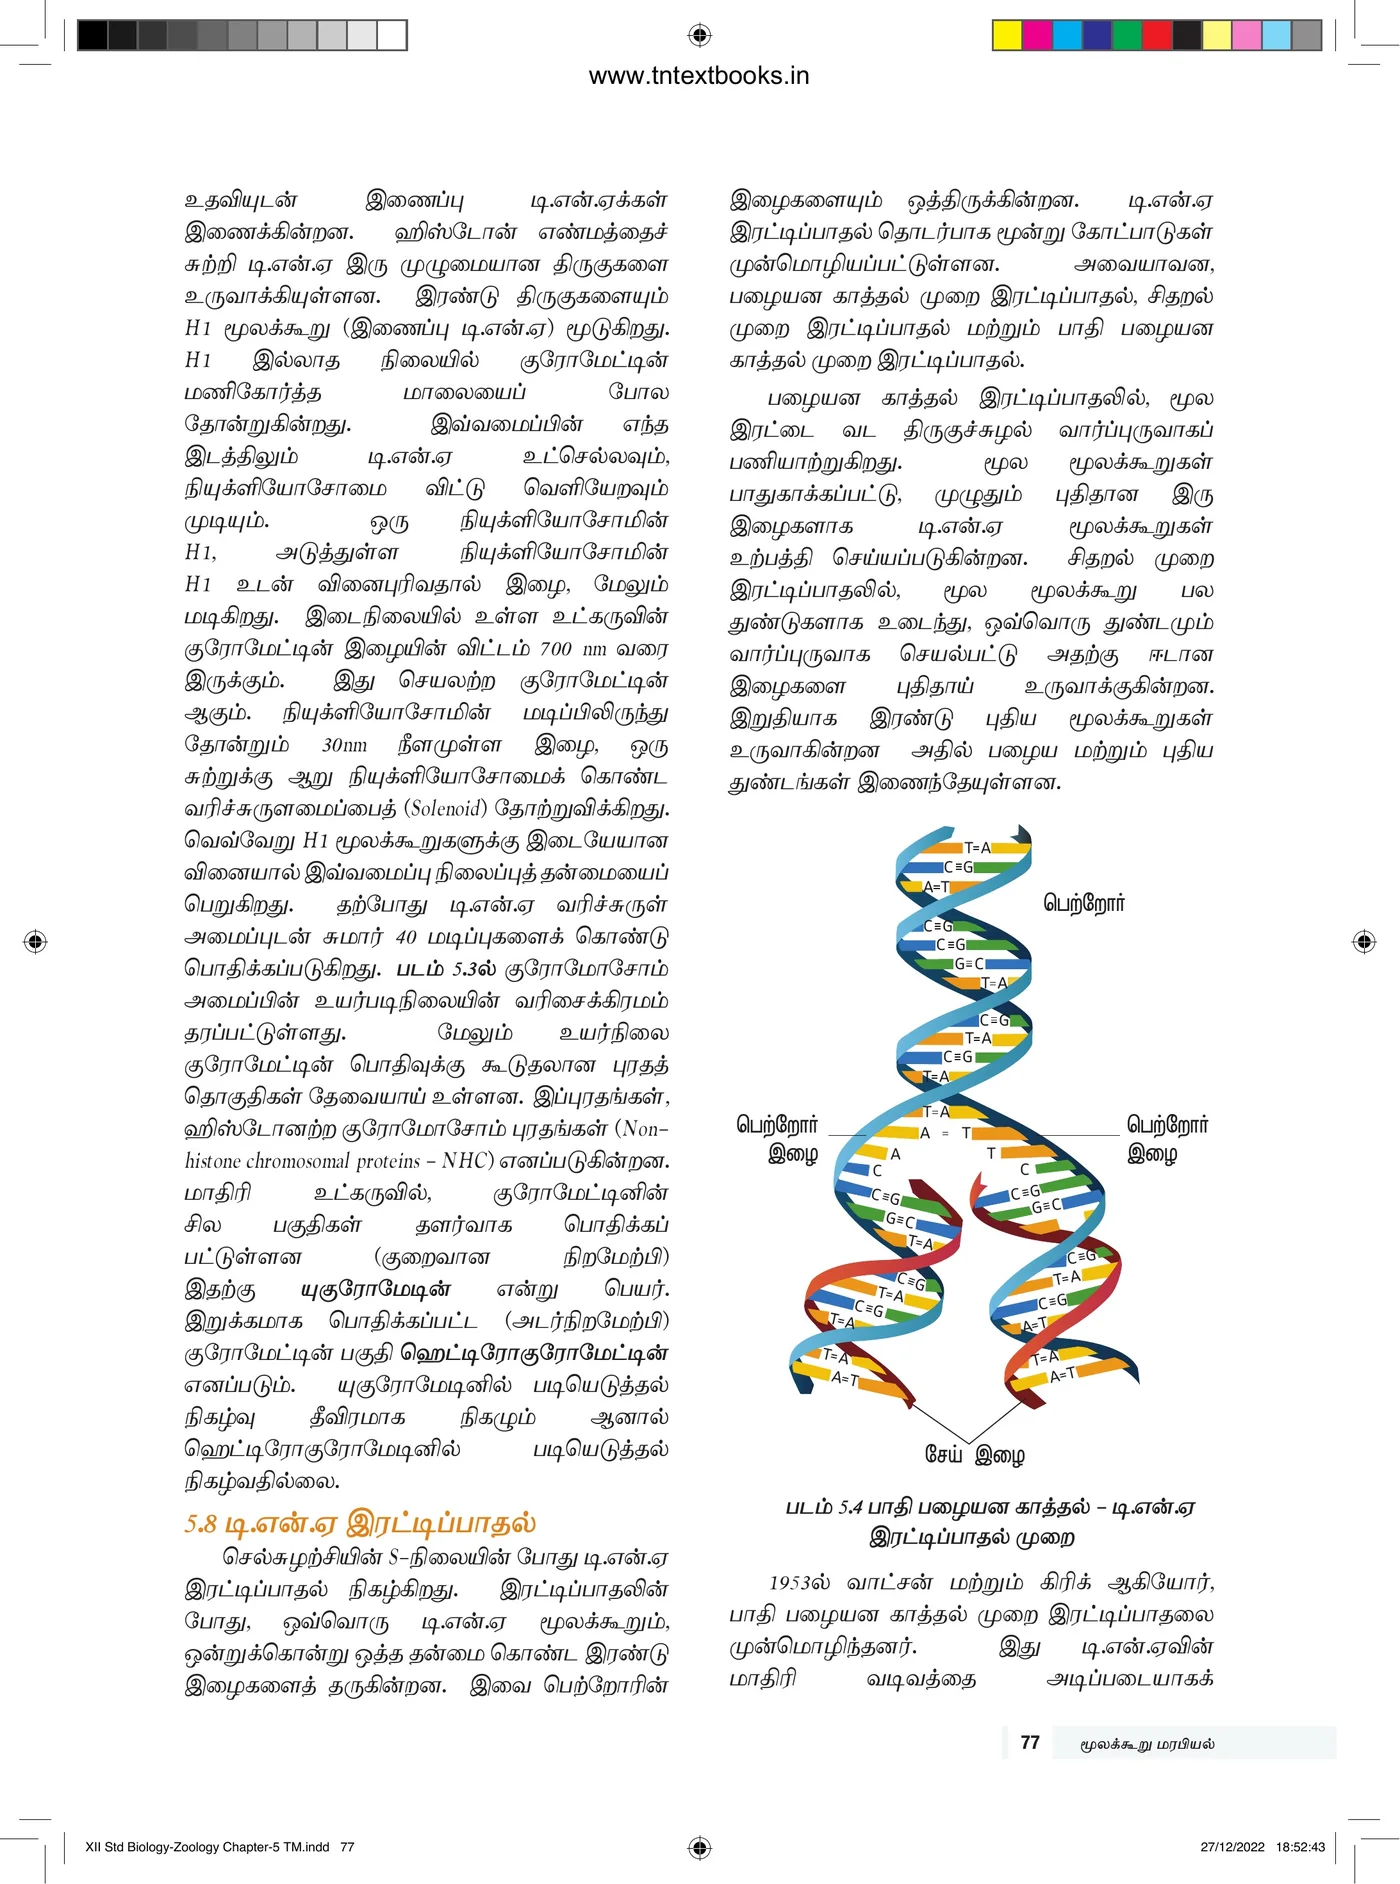 www.tntextbooks.in
உதவியுடன் இணைப்பு டி.என்.ஏக்கள்
இணைக்கின்றன. ஹிஸ்டோன் எண்மத்தைச்
சுற்றி டி.என்.ஏ இரு முழுமையான திருகுகளை
உருவாக்கியுள்ளன. இரண்டு திருகுகளையும்
H1 மூலக்கூறு (இணைப்பு டி.என்.ஏ) மூடுகிறது.
H1 இல்லாத நிலையில் குரோமேட்டின்
மணிகோர்த்த மாலையைப் போல
தோன்றுகின்றது. இவ்வமைப்பின் எந்த
இடத்திலும் டி.என்.ஏ உட்செல்லவும்,
நியுக்ளியோசோமை விட்டு வெளியேறவும்
முடியும். ஒரு நியுக்ளியோசோமின்
H1, அடுத்துள்ள நியுக்ளியோசோமின்
H1 உடன் வினைபுரிவதால் இழை, மேலும்
மடிகிறது. இடைநிலையில் உள்ள உட்கருவின்
குரோமேட்டின் இழையின் விட்டம் 700 nm வரை
இருக்கும். இது செயலற்ற குரோமேட்டின்
ஆகும். நியுக்ளியோசோமின் மடிப்பிலிருந்து
தோன்றும் 30nm நீளமுள்ள இழை, ஒரு
சுற்றுக்கு ஆறு நியுக்ளியோசோமைக் கொண்ட
வரிச்சுருளமைப்பைத் (Solenoid) தோற்றுவிக்கிறது.
வெவ்வேறு H1 மூலக்கூறுகளுக்கு இடையேயான
வினையால் இவ்வமைப்பு நிலைப்புத் தன்மையைப்
பெறுகிறது. தற்போது டி.என்.ஏ வரிச்சுருள்
அமைப்புடன் சுமார் 40 மடிப்புகளைக் கொண்டு
பொதிக்கப்படுகிறது. படம் 5.3ல் குரோமோசோம்
அமைப்பின் உயர்படிநிலையின் வரிசைக்கிரமம்
தரப்பட்டுள்ளது. மேலும் உயர்நிலை
குரோமேட்டின் பொதிவுக்கு கூடுதலான புரதத்
தொகுதிகள் தேவையாய் உள்ளன. இப்புரதங்கள்,
ஹிஸ்டோனற்ற குரோமோசோம் புரதங்கள் (Non-
histone chromosomal proteins – NHC) எனப்படுகின்றன.
மாதிரி உட்கருவில், குரோமேட்டினின்
சில பகுதிகள் தளர்வாக பொதிக்கப்
பட்டுள்ளன (குறைவான நிறமேற்பி)
இதற்கு யுகுரோமேடின் என்று பெயர்.
இறுக்கமாக பொதிக்கப்பட்ட (அடர்நிறமேற்பி)
குரோமேட்டின் பகுதி ஹெட்டிரோகுரோமேட்டின்
எனப்படும். யுகுரோமேடினில் படியெடுத்தல்
நிகழ்வு தீவிரமாக நிகழும் ஆனால்
ஹெட்டிரோகுரோமேடினில் படியெடுத்தல்
நிகழ்வதில்லை.
5.8 டி.என்.ஏ இரட்டிப்பாதல்
செல்சுழற்சியின் S-நிலையின் போது டி.என்.ஏ
இரட்டிப்பாதல் நிகழ்கிறது. இரட்டிப்பாதலின்
போது, ஒவ்வொரு டி.என்.ஏ மூலக்கூறும்,
ஒன்றுக்கொன்று ஒத்த தன்மை கொண்ட இரண்டு
இழைகளைத் தருகின்றன. இவை பெற்றோரின்
இழைகளையும் ஒத்திருக்கின்றன. டி.என்.ஏ
இரட்டிப்பாதல் தொடர்பாக மூன்று கோட்பாடுகள்
முன்மொழியப்பட்டுள்ளன. அவையாவன,
பழையன காத்தல் முறை இரட்டிப்பாதல், சிதறல்
முறை இரட்டிப்பாதல் மற்றும் பாதி பழையன
காத்தல் முறை இரட்டிப்பாதல்.
பழையன காத்தல் இரட்டிப்பாதலில், மூல
இரட்டை வட திருகுச்சுழல் வார்ப்புருவாகப்
பணியாற்றுகிறது. மூல மூலக்கூறுகள்
பாதுகாக்கப்பட்டு, முழுதும் புதிதான இரு
இழைகளாக டி.என்.ஏ மூலக்கூறுகள்
உற்பத்தி செய்யப்படுகின்றன. சிதறல் முறை
இரட்டிப்பாதலில், மூல மூலக்கூறு பல
துண்டுகளாக உடைந்து, ஒவ்வொரு துண்டமும்
வார்ப்புருவாக செயல்பட்டு அதற்கு ஈடான
இழைகளை புதிதாய் உருவாக்குகின்றன.
இறுதியாக இரண்டு புதிய மூலக்கூறுகள்
உருவாகின்றன அதில் பழைய மற்றும் புதிய
துண்டங்கள் இணைந்தேயுள்ளன.
T=A
C≡G
A=T
பெற்றோர்
C≡G
C≡G
G≡C
T=A
C≡G
T=A
C≡G
T=A
T=A
A = T
பெற்றோர்
இழை
பெற்றோர்
இழை
A T
C C
C≡G C≡G
G≡C G≡C
T=A
C≡G C≡G
T=A T=A
C≡G C≡G
T=A A=T
T=A T=A
A=T A=T
சேய் இழை
படம் 5.4 பாதி பழையன காத்தல் – டி.என்.ஏ
இரட்டிப்பாதல் முறை
1953ல் வாட்சன் மற்றும் கிரிக் ஆகியோர்,
பாதி பழையன காத்தல் முறை இரட்டிப்பாதலை
முன்மொழிந்தனர். இது டி.என்.ஏவின்
மாதிரி வடிவத்தை அடிப்படையாகக்
77 மூலக்கூறு மரபியல்
XII Std Biology-Zoology Chapter-5 TM.indd 77
27/12/2022 18:52:43